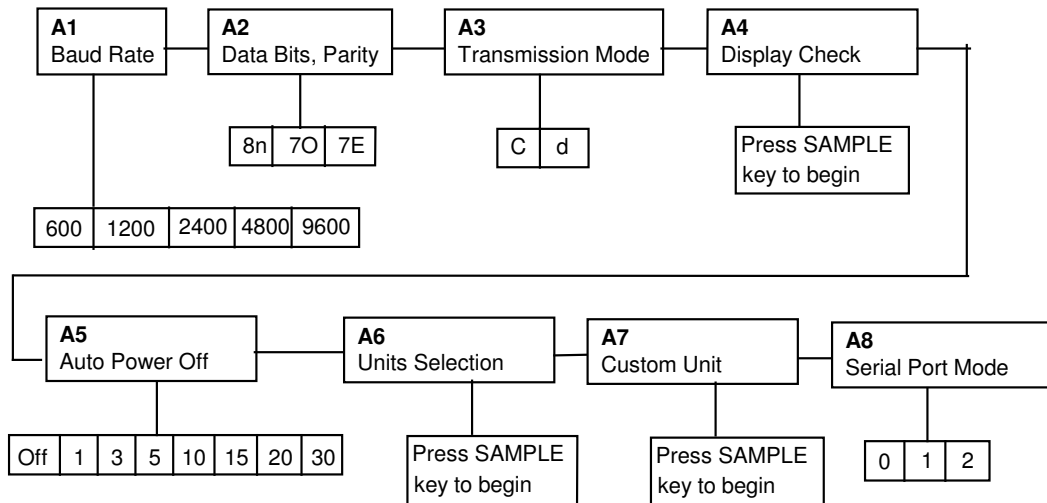 A1
Baud Rate
A2
Data Bits, Parity
A3
Transmission Mode
A4
Display Check
8n 7O 7E
C d
Press SAMPLE
key to begin
600 1200 2400 4800 9600
A5
Auto Power Off
A6
Units Selection
A7
Custom Unit
A8
Serial Port Mode
Off 1 3 5 10 15 20 30
Press SAMPLE
key to begin
Press SAMPLE
key to begin
0 1 2